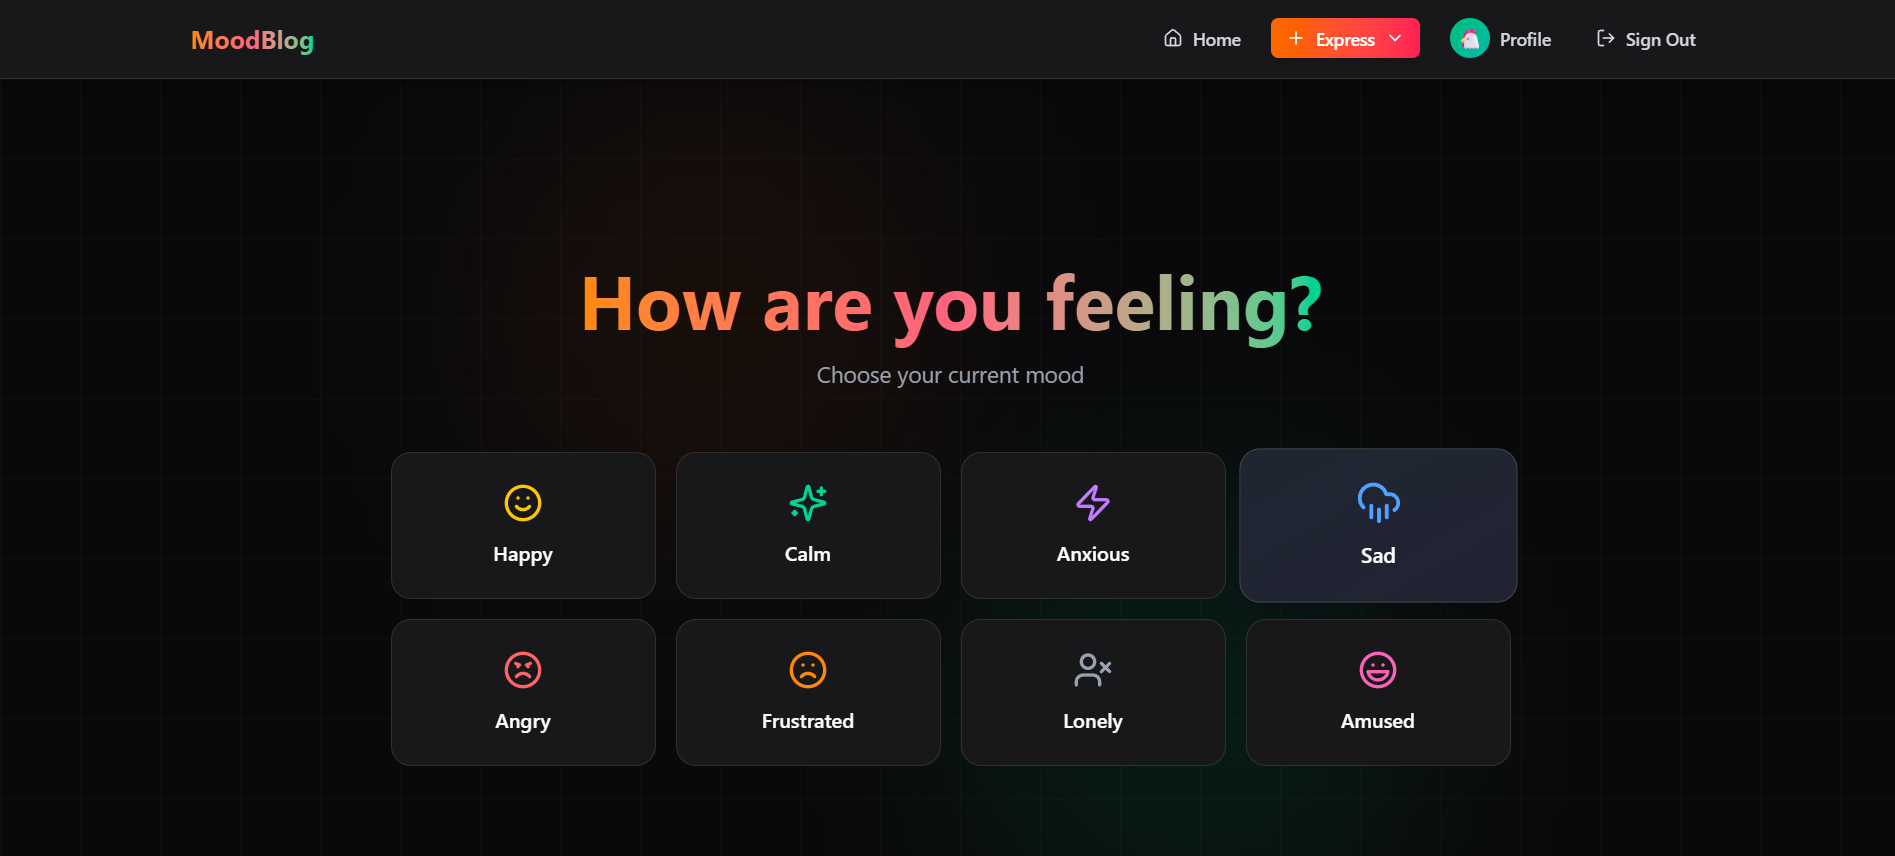 MoodBlog
Home
Express
Profile
Sign Out
How are you feeling?
Choose your current mood
Happy
Calm
Anxious
Sad
Angry
Frustrated
Lonely
Amused